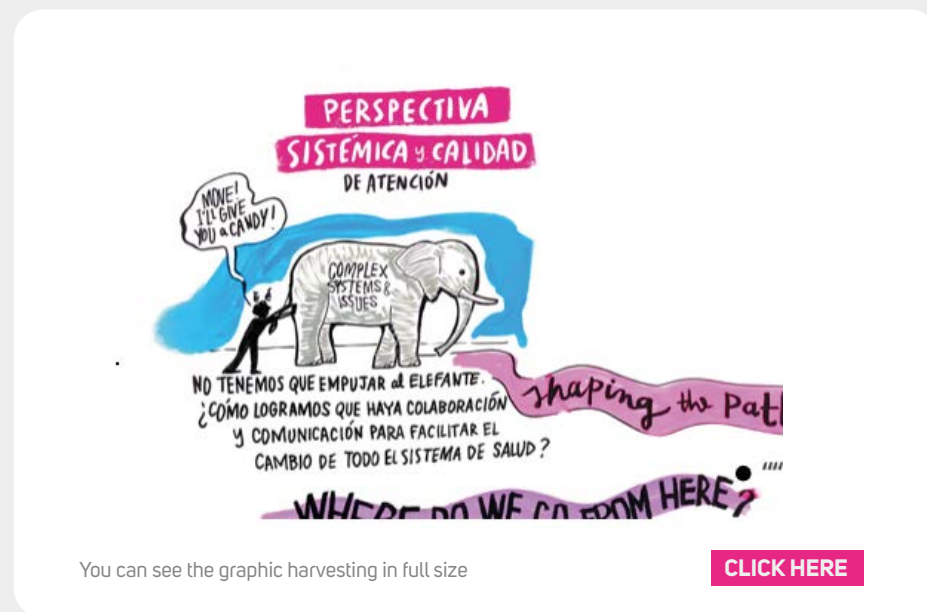 PERSPECTIVA
SISTÉMICA y CALIDAD
DE ATENCIÓN
MOVE!
I'LL GIVE
YOU a CANDY!
COMPLEX
SYSTEMS &
ISSUES
NO TENEMOS QUE EMPUJAR al ELEFANTE.
¿CÓMO LOGRAMOS QUE HAYA COLABORACIÓN
y COMUNICACIÓN PARA FACILITAR EL
CAMBIO DE TODO EL SISTEMA DE SALUD?
shaping the Pat
WHERE DO WE GO FROM HERE?
You can see the graphic harvesting in full size
CLICK HERE